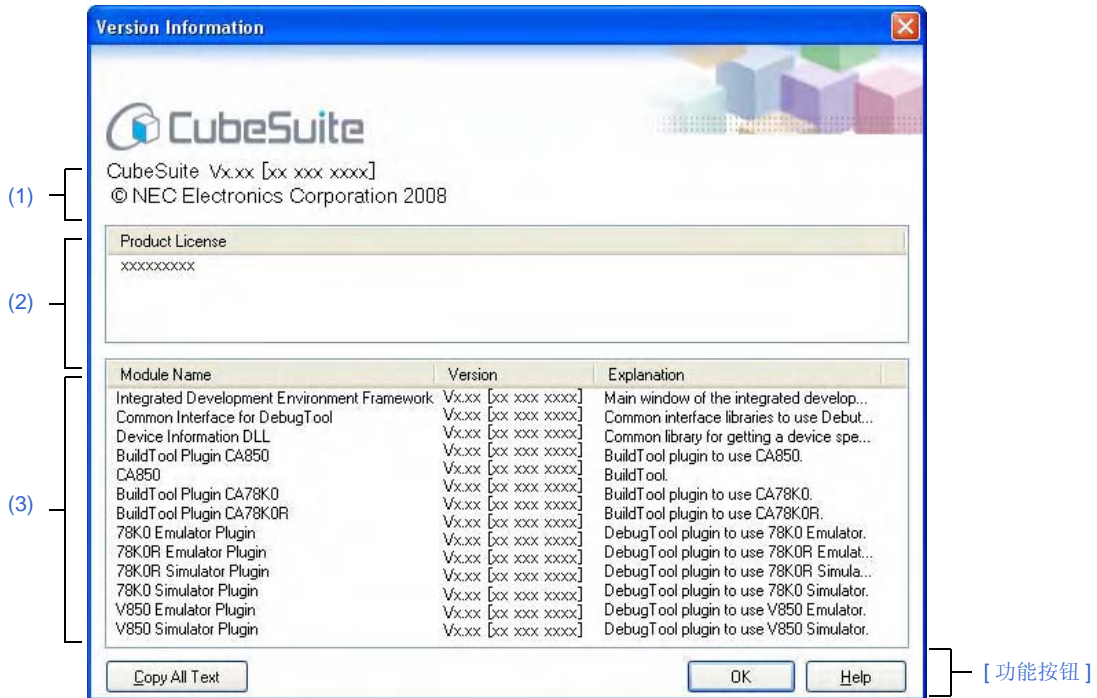 Version Information
CubeSuite
CubeSuite Vx.xx [xx xxx xxxx]
© NEC Electronics Corporation 2008
(1)
Product License
xxxxxxxxx
(2)
Module Name Version Explanation
Integrated Development Environment Framework Vx.xx [xx xxx xxxx] Main window of the integrated develop...
Common Interface for DebugTool Vx.xx [xx xxx xxxx] Common interface libraries to use Debut...
Device Information DLL Vx.xx [xx xxx xxxx] Common library for getting a device spe...
BuildTool Plugin CA850 Vx.xx [xx xxx xxxx] BuildTool plugin to use CA850.
CA850 Vx.xx [xx xxx xxxx] BuildTool.
BuildTool Plugin CA78K0 Vx.xx [xx xxx xxxx] BuildTool plugin to use CA78K0.
BuildTool Plugin CA78K0R Vx.xx [xx xxx xxxx] BuildTool plugin to use CA78K0R.
78K0 Emulator Plugin Vx.xx [xx xxx xxxx] DebugTool plugin to use 78K0 Emulator.
78K0R Emulator Plugin Vx.xx [xx xxx xxxx] DebugTool plugin to use 78K0R Emulat...
78K0R Simulator Plugin Vx.xx [xx xxx xxxx] DebugTool plugin to use 78K0R Simula...
78K0 Simulator Plugin Vx.xx [xx xxx xxxx] DebugTool plugin to use 78K0 Simulator.
V850 Emulator Plugin Vx.xx [xx xxx xxxx] DebugTool plugin to use V850 Emulator.
V850 Simulator Plugin Vx.xx [xx xxx xxxx] DebugTool plugin to use V850 Simulator.
(3)
Copy All Text OK Help
[ 功能按钮 ]